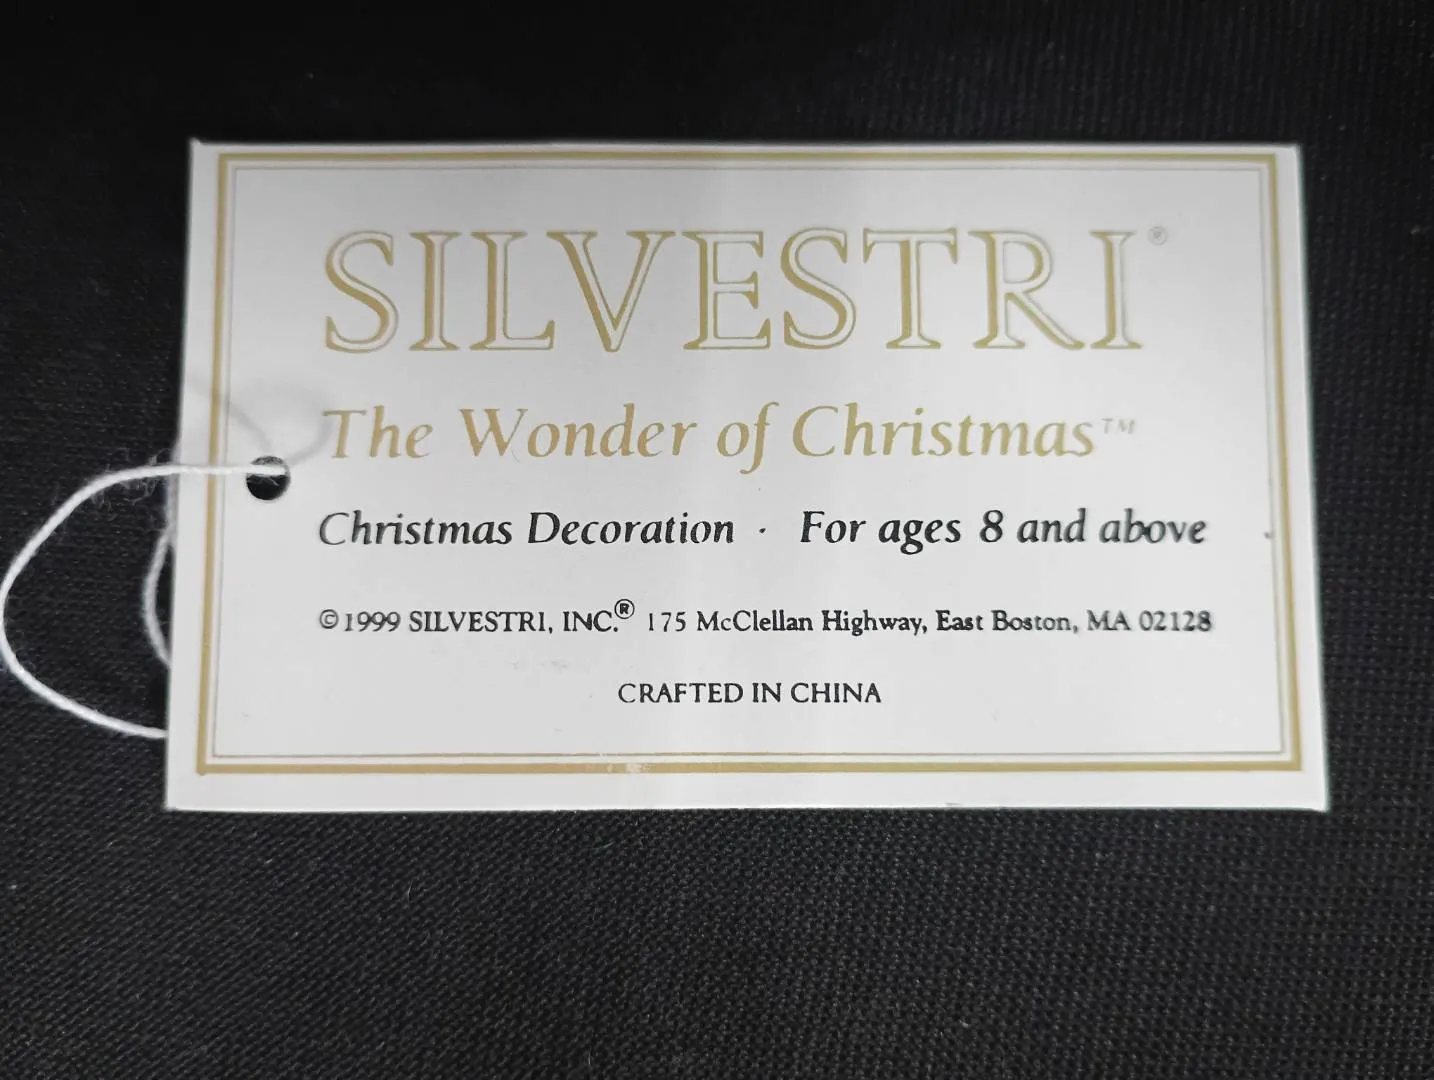 SILVESTRI®
The Wonder of Christmas™
Christmas Decoration · For ages 8 and above
©1999 SILVESTRI, INC.® 175 McClellan Highway, East Boston, MA 02128
CRAFTED IN CHINA